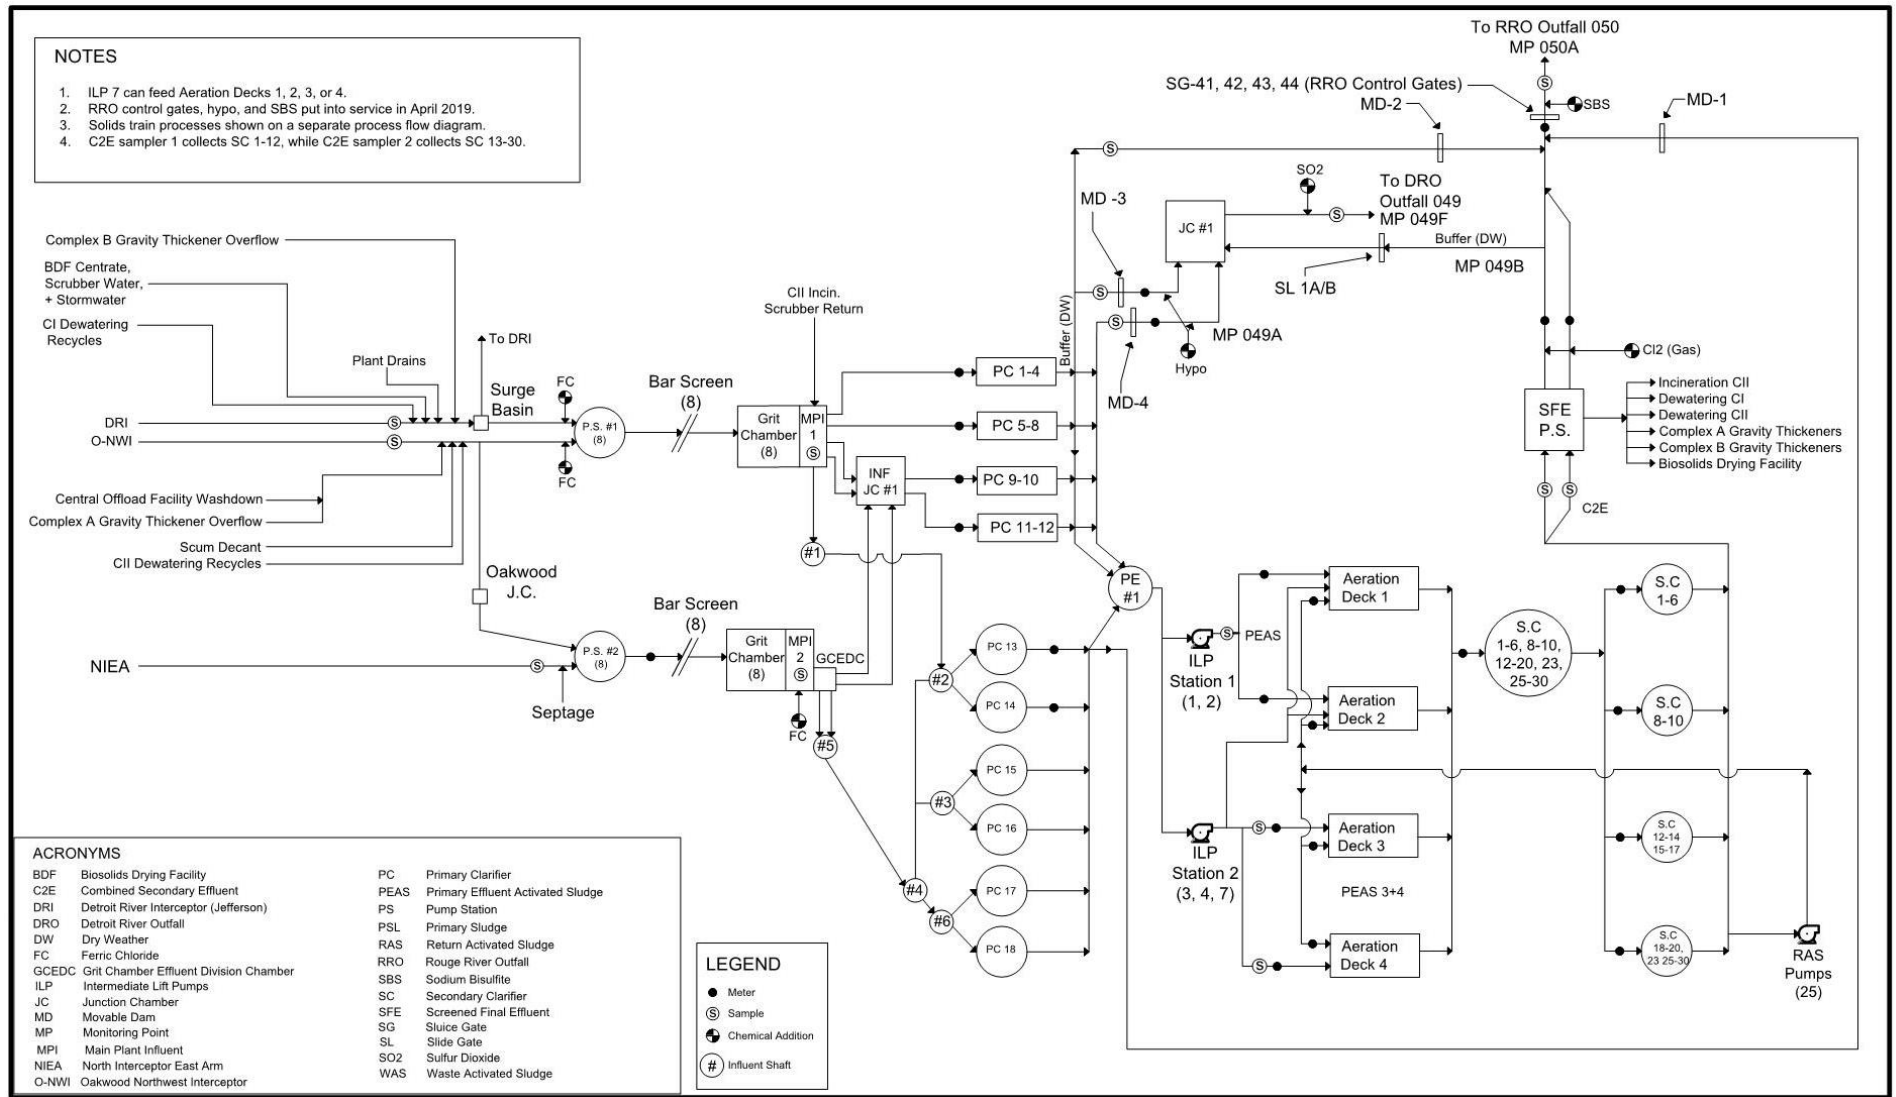 NOTES
1. ILP 7 can feed Aeration Decks 1, 2, 3, or 4.
2. RRO control gates, hypo, and SBS put into service in April 2019.
3. Solids train processes shown on a separate process flow diagram.
4. C2E sampler 1 collects SC 1-12, while C2E sampler 2 collects SC 13-30.
To RRO Outfall 050
MP 050A
SG-41, 42, 43, 44 (RRO Control Gates)
MD-2
MD-1
S
SBS
S
SO2
To DRO
Outfall 049
MP 049F
S
MD -3
JC #1
Buffer (DW)
MP 049B
SL 1A/B
S
S
MP 049A
Hypo
MD-4
Buffer (DW)
Cl2 (Gas)
SFE
P.S.
Incineration CII
Dewatering CI
Dewatering CII
Complex A Gravity Thickeners
Complex B Gravity Thickeners
Biosolids Drying Facility
S
S
C2E
Complex B Gravity Thickener Overflow
BDF Centrate,
Scrubber Water,
+ Stormwater
CI Dewatering
Recycles
Plant Drains
To DRI
Surge
Basin
FC
DRI
S
O-NWI
S
FC
P.S. #1
(8)
Bar Screen
(8)
CII Incin.
Scrubber Return
Grit
Chamber
(8)
MPI
1
S
INF
JC #1
PC 1-4
PC 5-8
PC 9-10
PC 11-12
Central Offload Facility Washdown
Complex A Gravity Thickener Overflow
Scum Decant
CII Dewatering Recycles
Oakwood
J.C.
NIEA
S
Septage
P.S. #2
(8)
Bar Screen
(8)
Grit
Chamber
(8)
MPI
2
S
GCEDC
FC
#1
#5
#2
#3
#4
#6
PC 13
PC 14
PC 15
PC 16
PC 17
PC 18
PE
#1
ILP
Station 1
(1, 2)
S
PEAS
ILP
Station 2
(3, 4, 7)
S
S
Aeration
Deck 1
Aeration
Deck 2
Aeration
Deck 3
PEAS 3+4
Aeration
Deck 4
S.C
1-6, 8-10,
12-20, 23,
25-30
S.C
1-6
S.C
8-10
S.C
12-14
15-17
S.C
18-20,
23 25-30
RAS
Pumps
(25)
ACRONYMS
BDF Biosolids Drying Facility
C2E Combined Secondary Effluent
DRI Detroit River Interceptor (Jefferson)
DRO Detroit River Outfall
DW Dry Weather
FC Ferric Chloride
GCEDC Grit Chamber Effluent Division Chamber
ILP Intermediate Lift Pumps
JC Junction Chamber
MD Movable Dam
MP Monitoring Point
MPI Main Plant Influent
NIEA North Interceptor East Arm
O-NWI Oakwood Northwest Interceptor
PC Primary Clarifier
PEAS Primary Effluent Activated Sludge
PS Pump Station
PSL Primary Sludge
RAS Return Activated Sludge
RRO Rouge River Outfall
SBS Sodium Bisulfite
SC Secondary Clarifier
SFE Screened Final Effluent
SG Sluice Gate
SL Slide Gate
SO2 Sulfur Dioxide
WAS Waste Activated Sludge
LEGEND
Meter
S Sample
Chemical Addition
# Influent Shaft